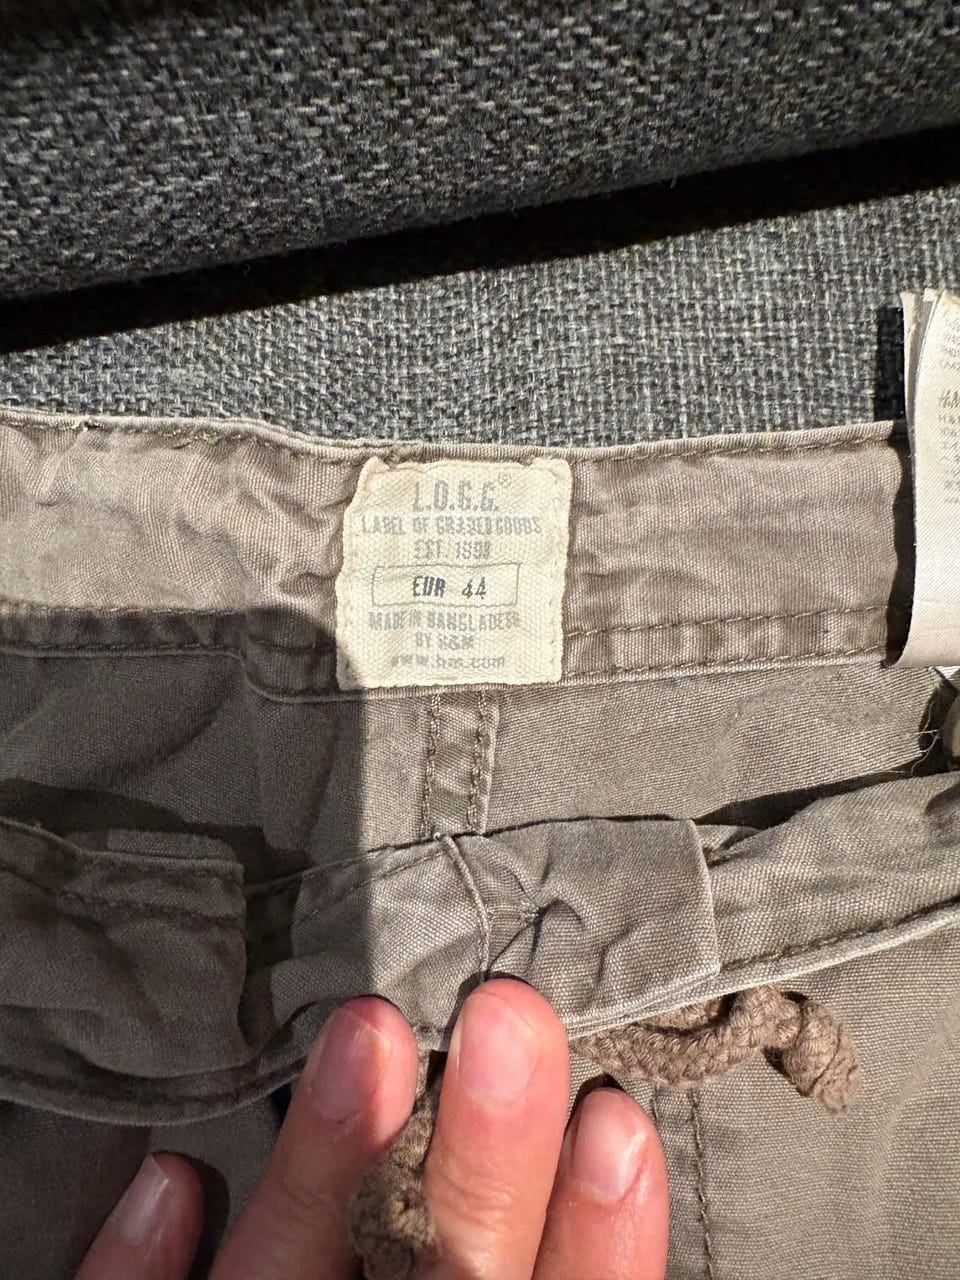 L.O.G.G.®
LABEL OF GRADED GOODS
EST. 1998
EUR 44
MADE IN BANGLADESH
BY H&M
www.hm.com